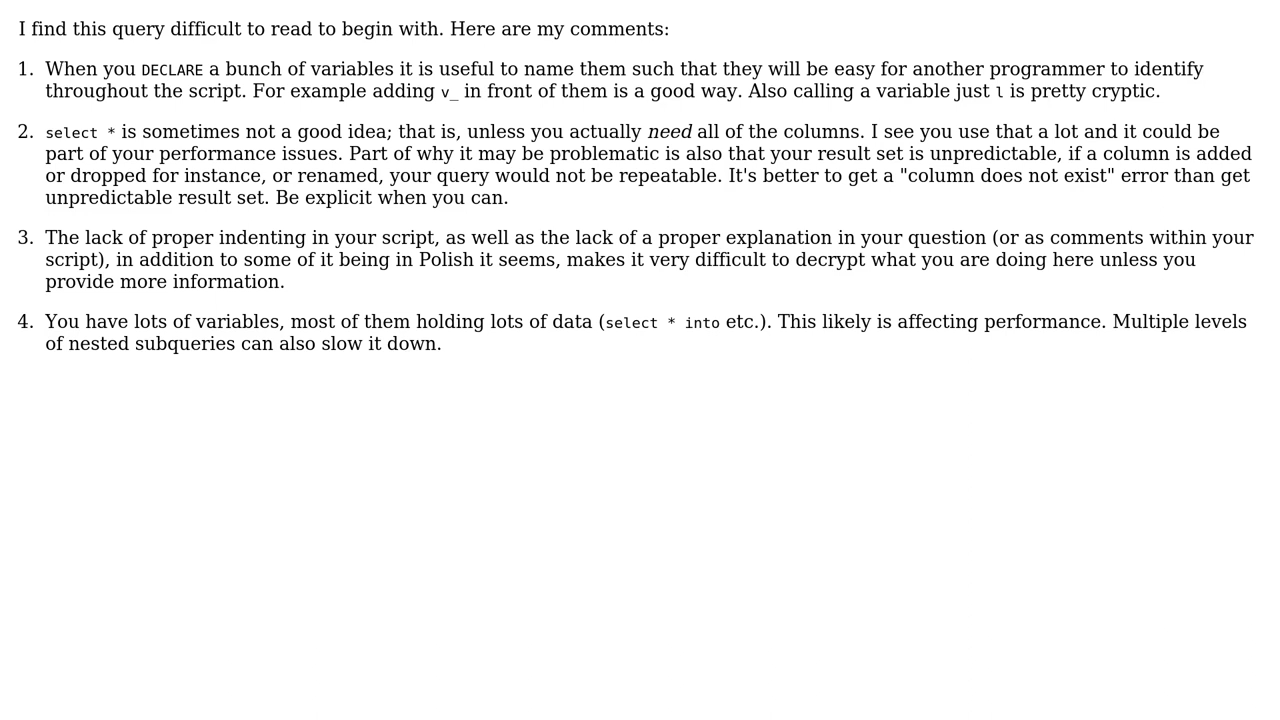 I find this query difficult to read to begin with. Here are my comments:
1. When you DECLARE a bunch of variables it is useful to name them such that they will be easy for another programmer to identify
throughout the script. For example adding v_ in front of them is a good way. Also calling a variable just l is pretty cryptic.
2. select * is sometimes not a good idea; that is, unless you actually need all of the columns. I see you use that a lot and it could be
part of your performance issues. Part of why it may be problematic is also that your result set is unpredictable, if a column is added
or dropped for instance, or renamed, your query would not be repeatable. It's better to get a "column does not exist" error than get
unpredictable result set. Be explicit when you can.
3. The lack of proper indenting in your script, as well as the lack of a proper explanation in your question (or as comments within your
script), in addition to some of it being in Polish it seems, makes it very difficult to decrypt what you are doing here unless you
provide more information.
4. You have lots of variables, most of them holding lots of data (select * into etc.). This likely is affecting performance. Multiple levels
of nested subqueries can also slow it down.